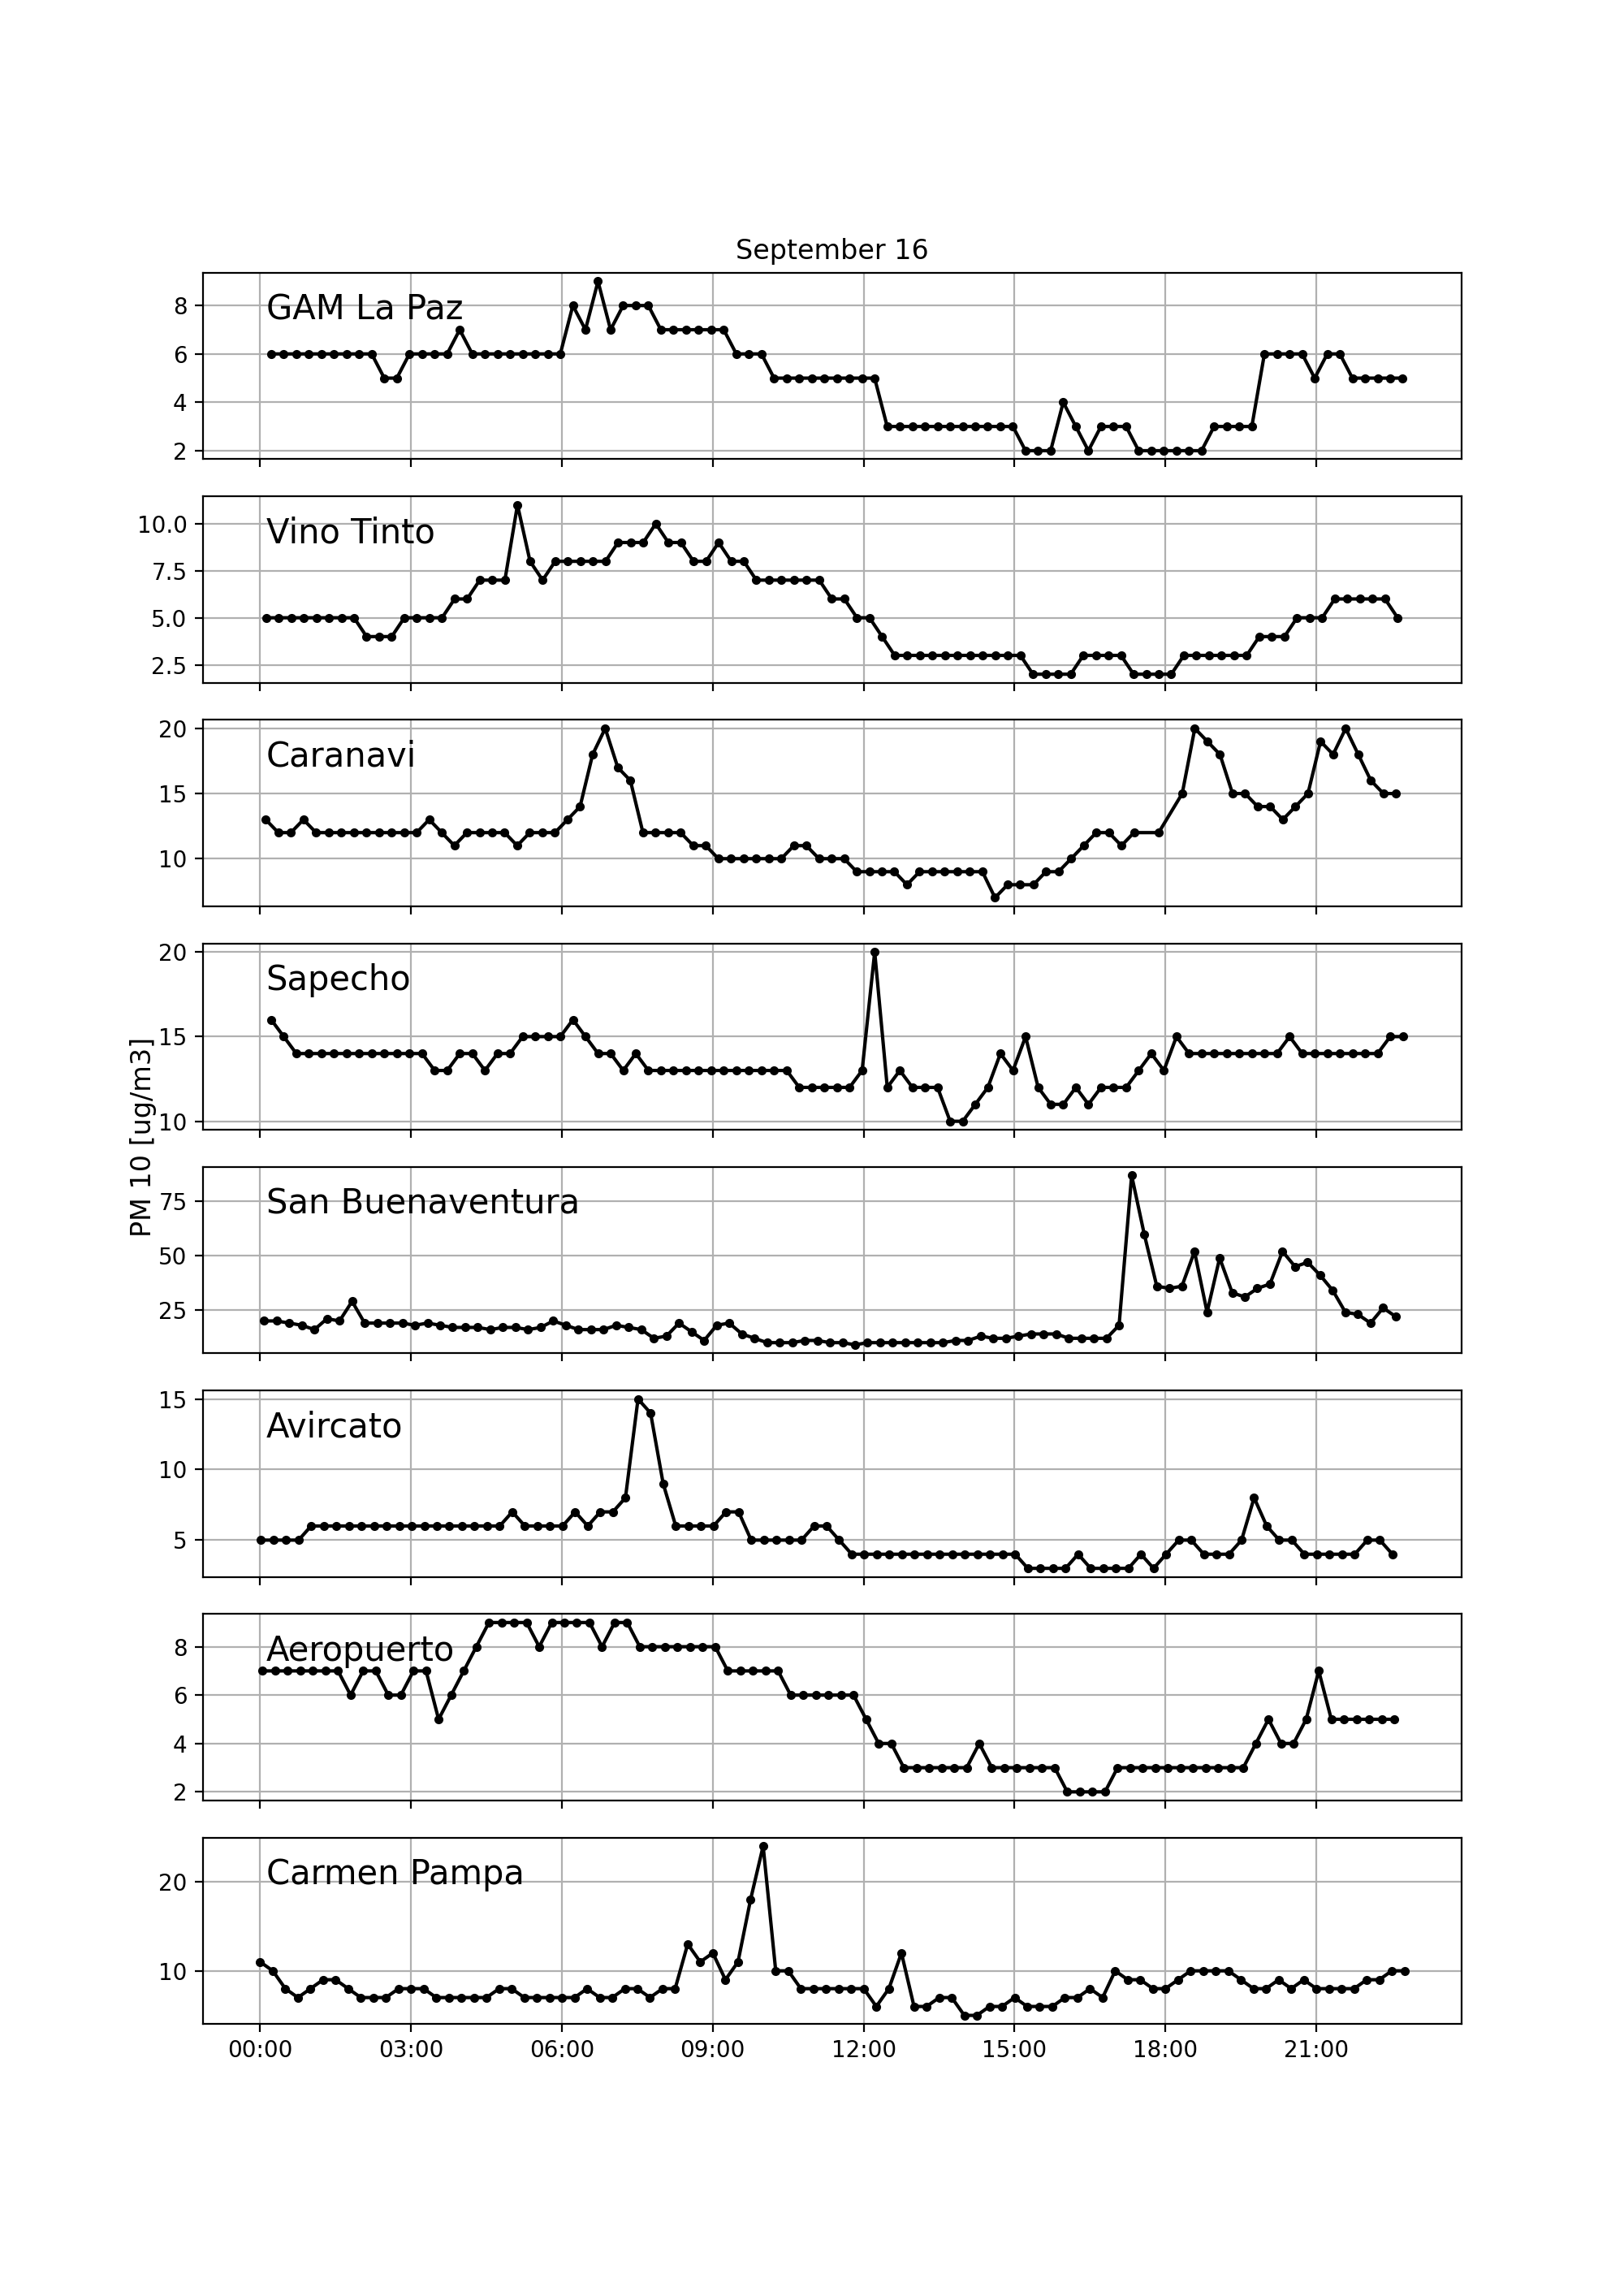 September 16
PM 10 [ug/m3]
GAM La Paz
8
6
4
2
Vino Tinto
10.0
7.5
5.0
2.5
Caranavi
20
15
10
Sapecho
20
15
10
San Buenaventura
75
50
25
Avircato
15
10
5
Aeropuerto
8
6
4
2
Carmen Pampa
20
10
00:00 03:00 06:00 09:00 12:00 15:00 18:00 21:00